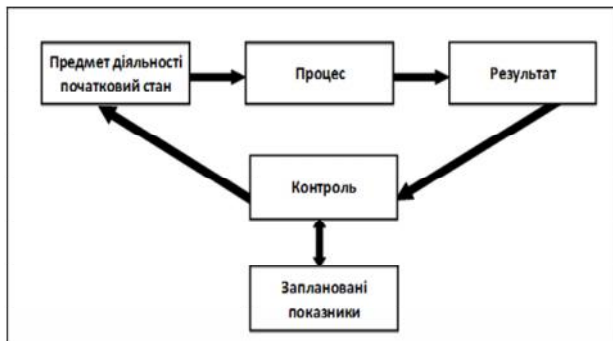 Предмет діяльності
початковий стан
Процес
Результат
Контроль
Заплановані
показники